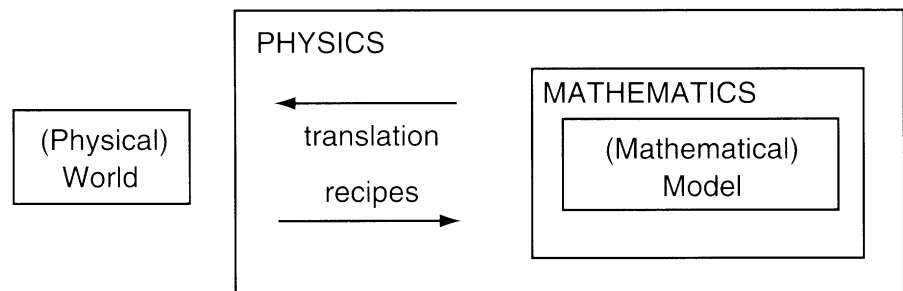 PHYSICS
MATHEMATICS
(Physical)
World
translation
recipes
(Mathematical)
Model